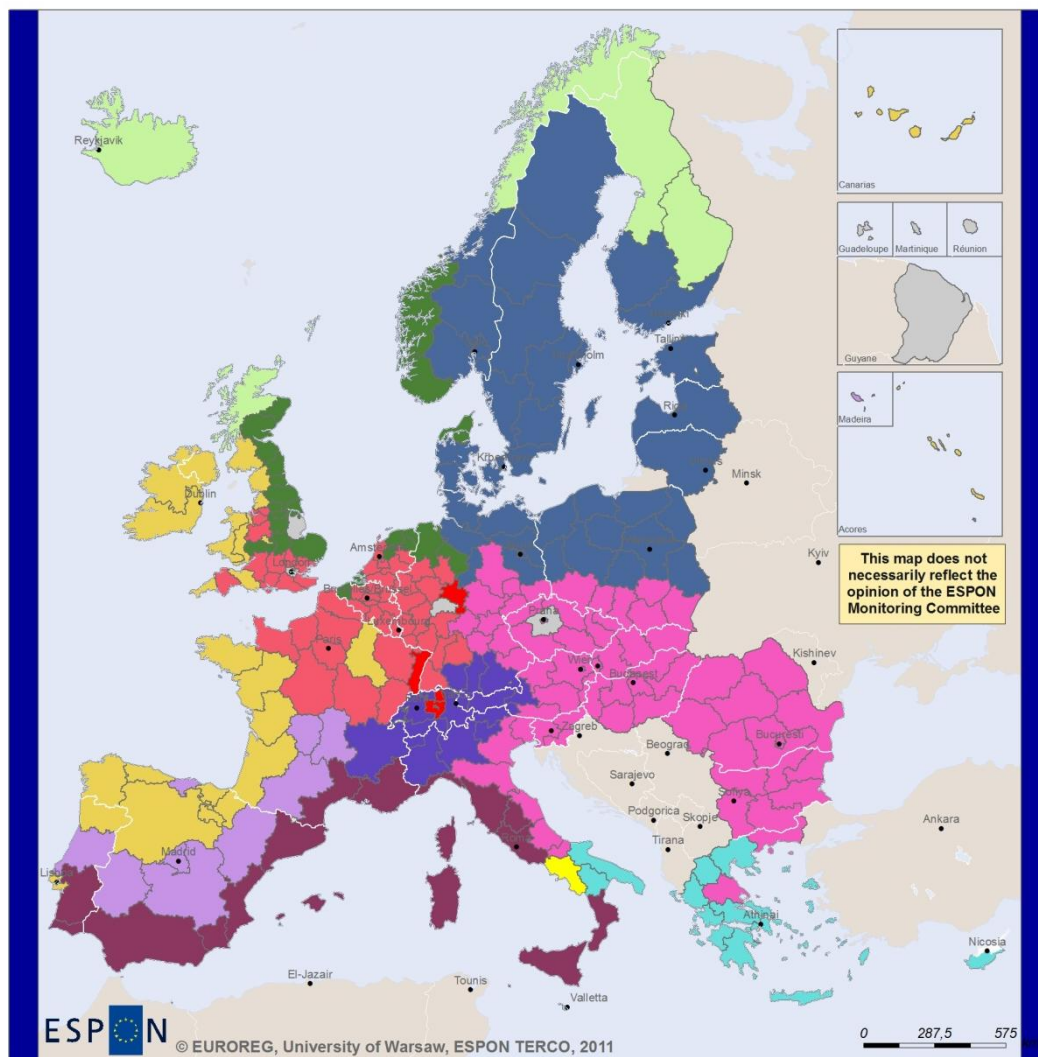 Reykjavik
Canarias
Guadeloupe Martinique Réunion
Guyane
Madeira
Acores
This map does not
necessarily reflect the
opinion of the ESPON
Monitoring Committee
Tallinn
Minsk
Dublin
London
Kyiv
Luxembourg
Paris
Praha
Kishinev
Wien
Zagreb
Bucuresti
Beograd
Sarajevo
Sofiya
Podgorica
Skopje
Ankara
Tirana
Madrid
Athinai
Nicosia
El-Jazair
Tounis
Valletta
ESPON
© EUROREG, University of Warsaw, ESPON TERCO, 2011
0 287,5 575